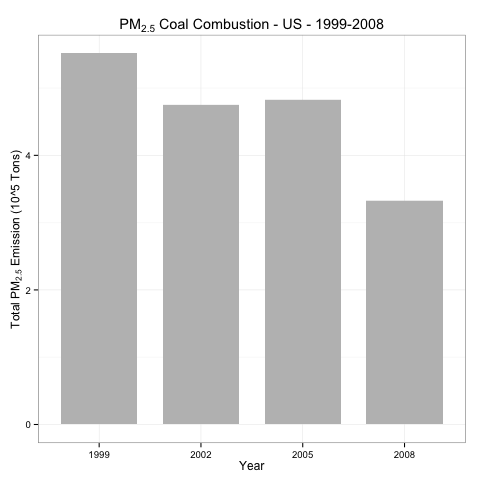 PM2.5 Coal Combustion - US - 1999-2008
Total PM2.5 Emission (10^5 Tons)
4
2
0
1999 2002 2005 2008
Year